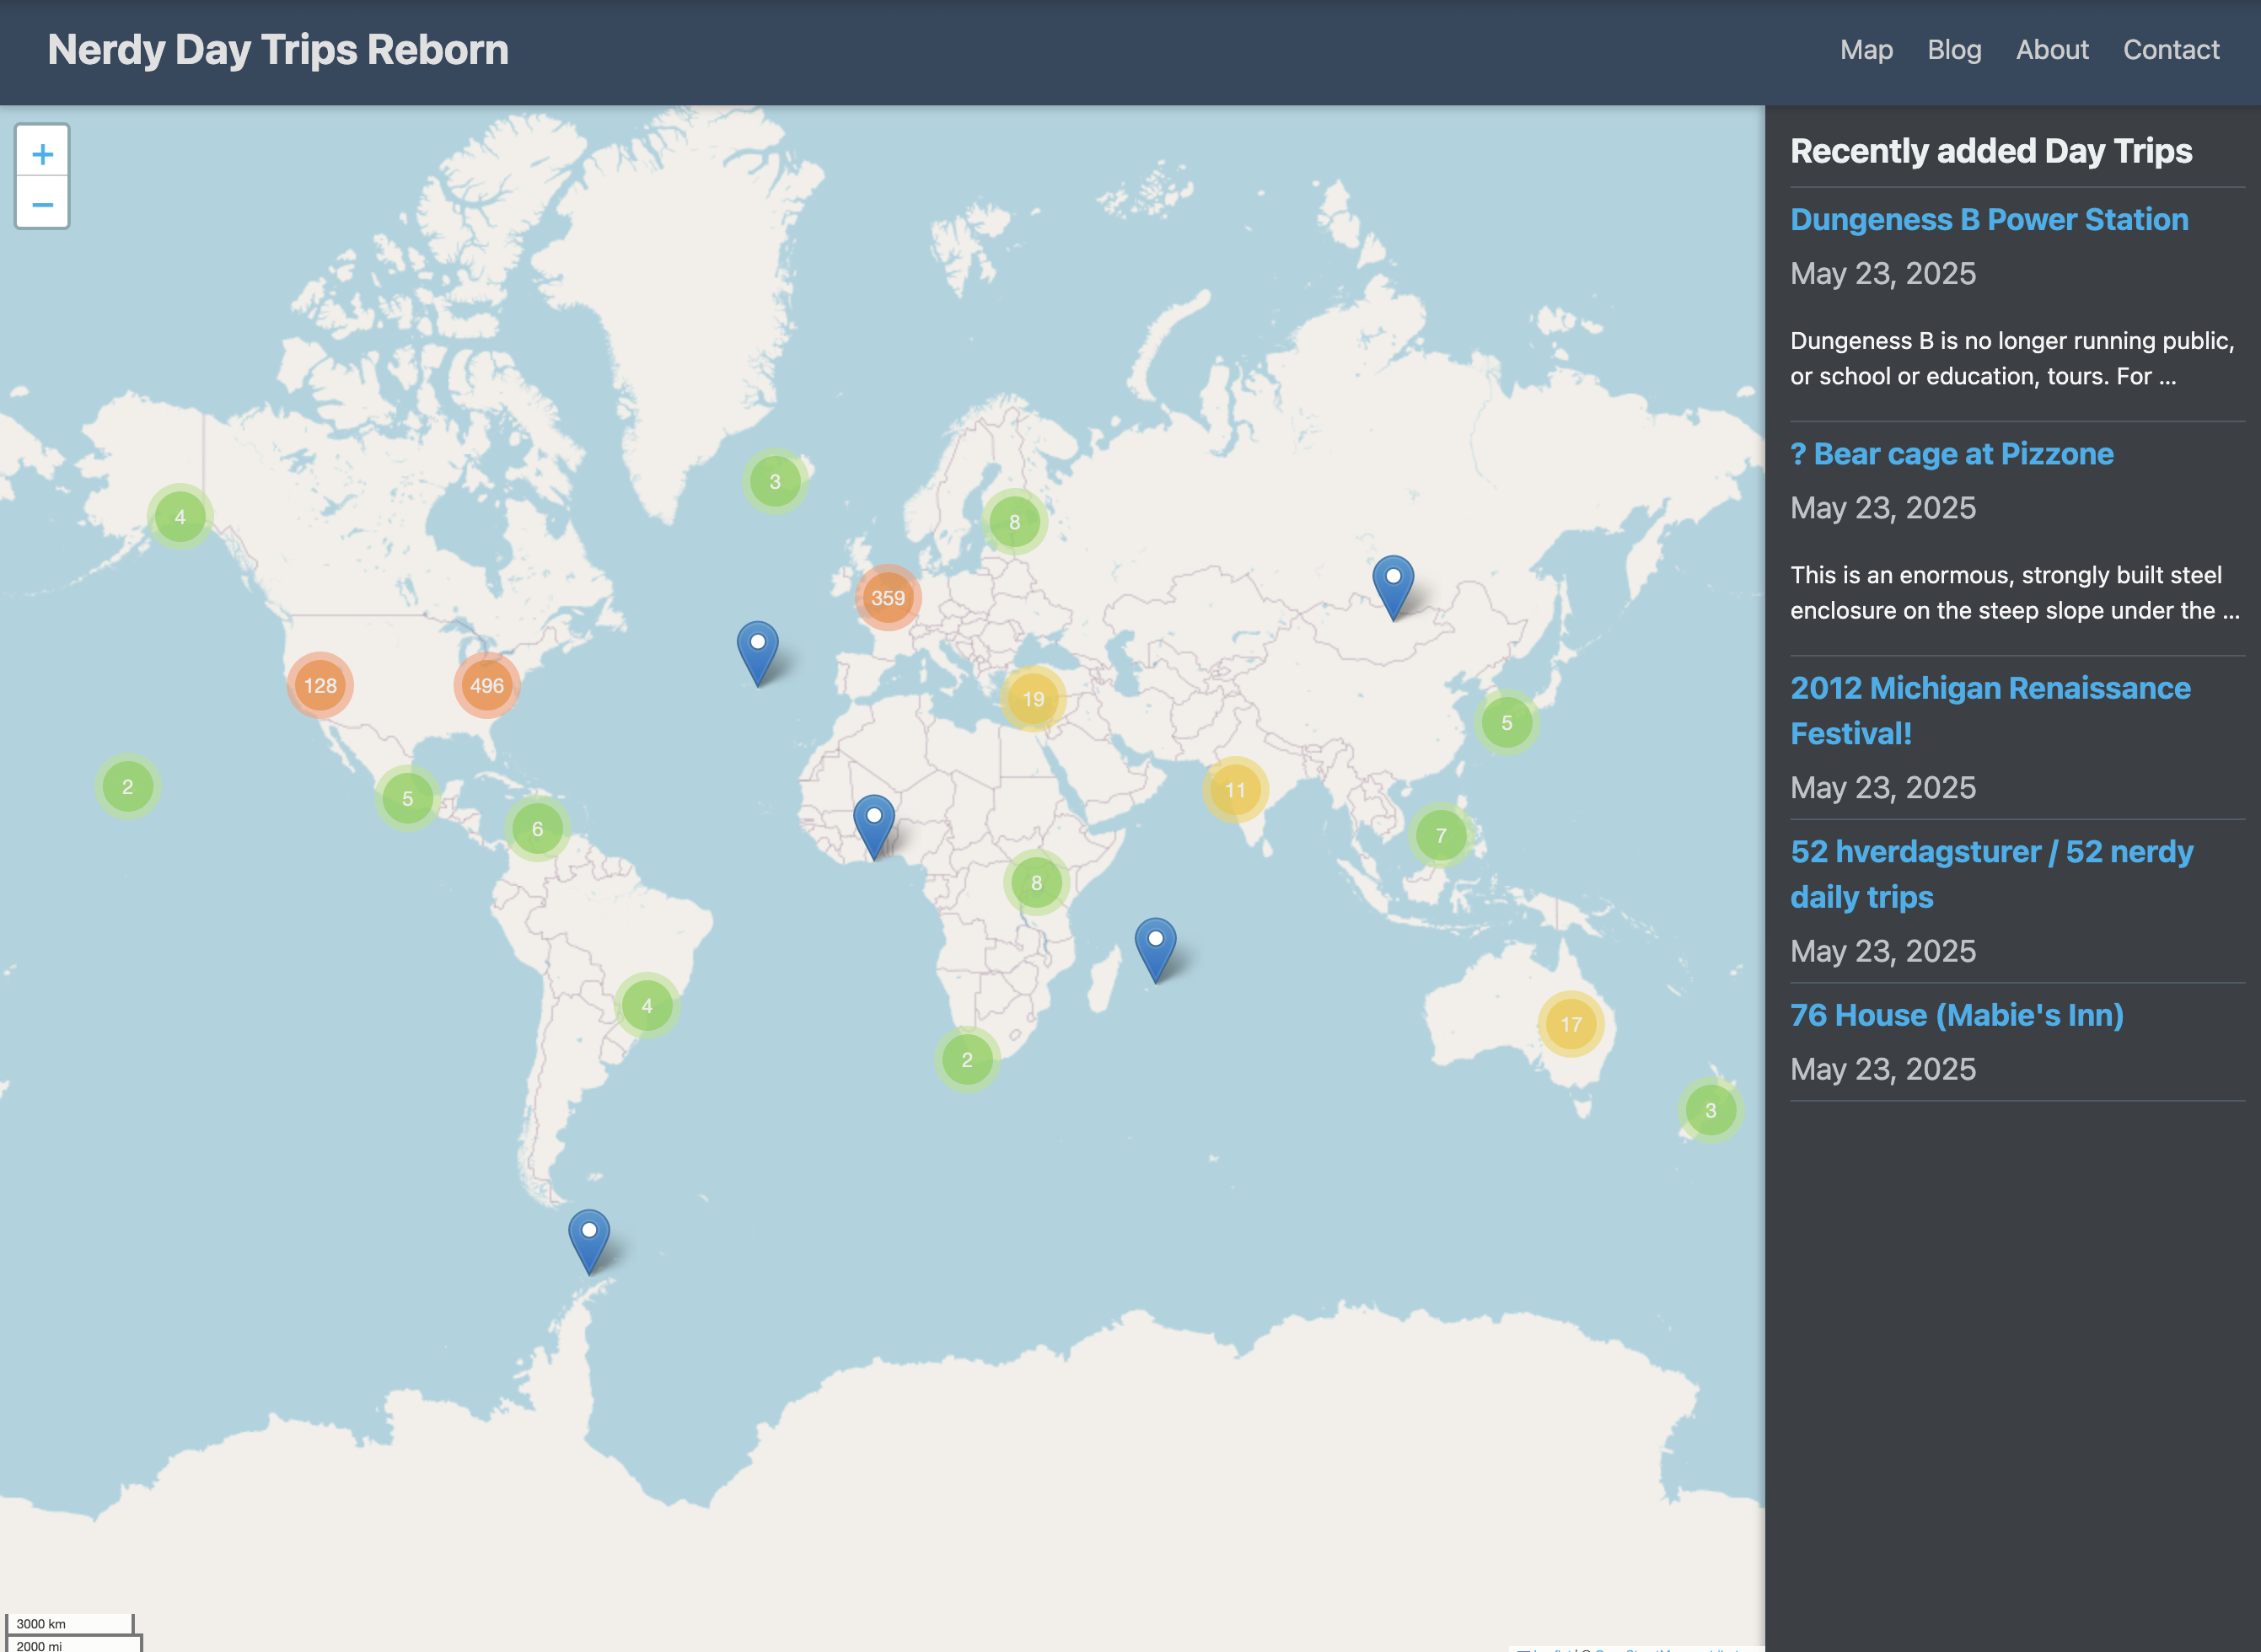 Nerdy Day Trips Reborn
Map Blog About Contact
+
−
3
4
8
359
128
496
19
5
2
5
11
6
7
8
4
17
2
3
3000 km
2000 mi
Recently added Day Trips
Dungeness B Power Station
May 23, 2025
Dungeness B is no longer running public,
or school or education, tours. For ...
? Bear cage at Pizzone
May 23, 2025
This is an enormous, strongly built steel
enclosure on the steep slope under the ...
2012 Michigan Renaissance
Festival!
May 23, 2025
52 hverdagsturer / 52 nerdy
daily trips
May 23, 2025
76 House (Mabie's Inn)
May 23, 2025